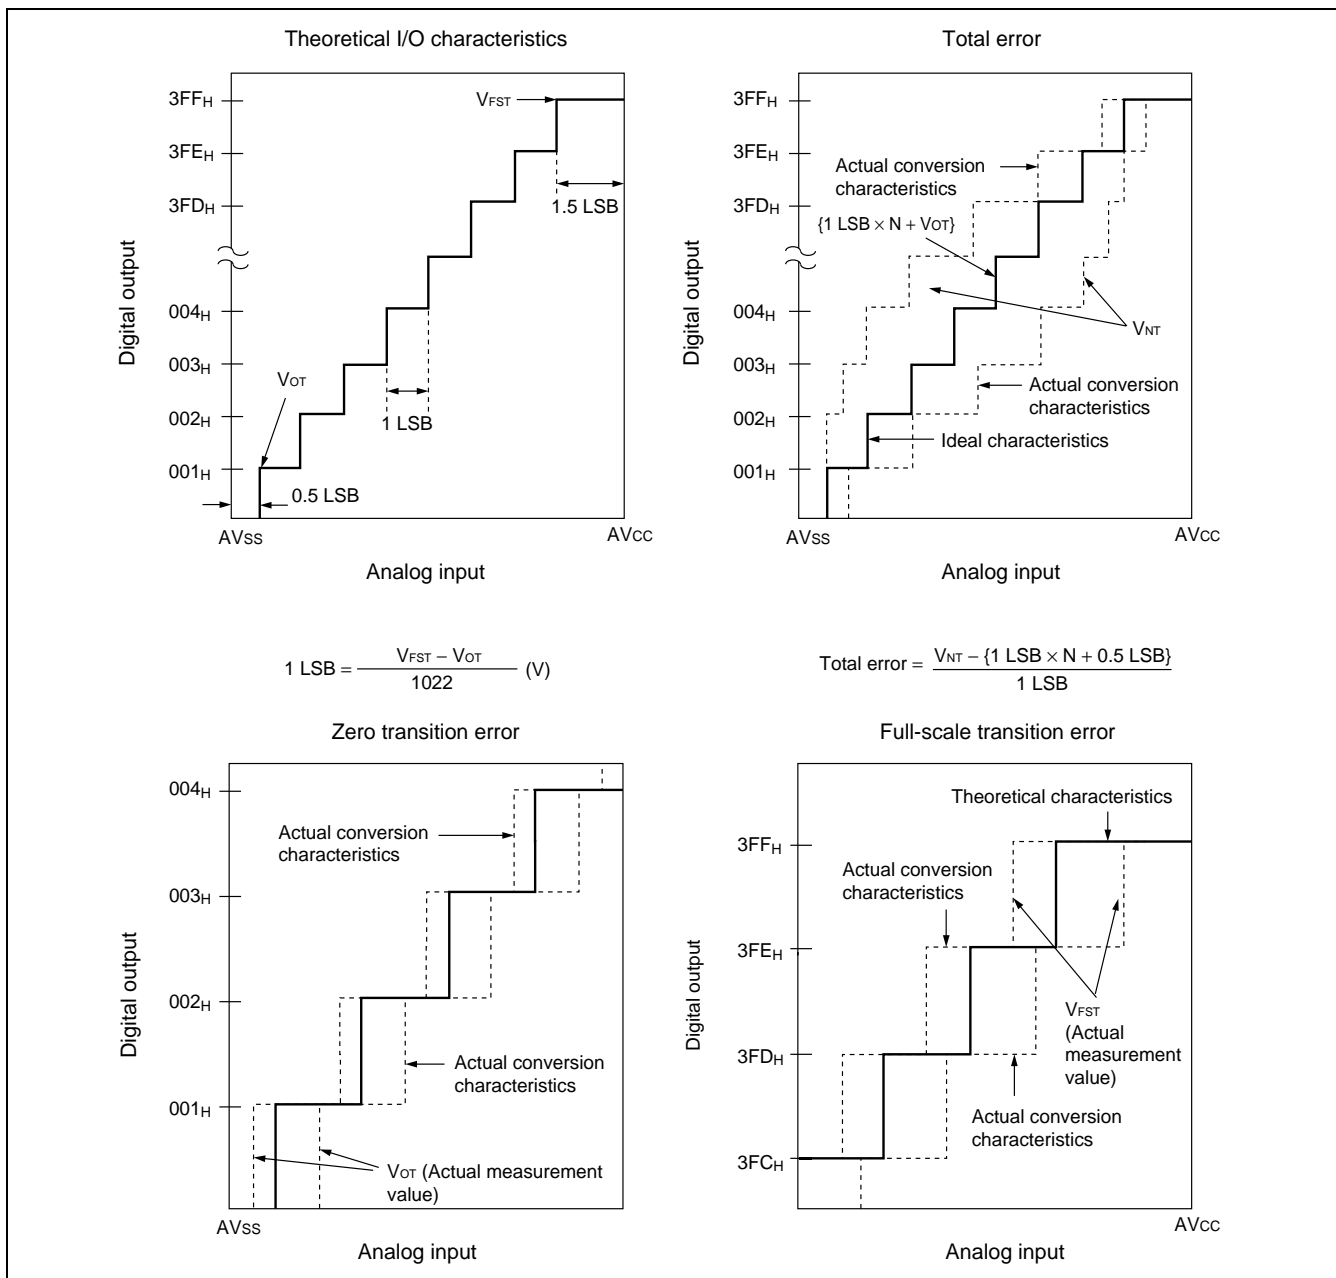 Theoretical I/O characteristics
3FFH
3FEH
3FDH
004H
003H
002H
001H
Digital output
VFST
1.5 LSB
VOT
1 LSB
0.5 LSB
AVSS
AVCC
Analog input
Total error
3FFH
3FEH
3FDH
004H
003H
002H
001H
Digital output
Actual conversion
characteristics
{1 LSB × N + VOT}
VNT
Actual conversion
characteristics
Ideal characteristics
AVSS
AVCC
Analog input
1 LSB = VFST – VOT / 1022 (V)
Total error = VNT – {1 LSB × N + 0.5 LSB} / 1 LSB
Zero transition error
004H
003H
002H
001H
Digital output
Actual conversion
characteristics
Actual conversion
characteristics
VOT (Actual measurement
value)
AVSS
Analog input
Full-scale transition error
3FFH
3FEH
3FDH
3FCH
Digital output
Theoretical characteristics
Actual conversion
characteristics
VFST
(Actual
measurement
value)
Actual conversion
characteristics
AVCC
Analog input